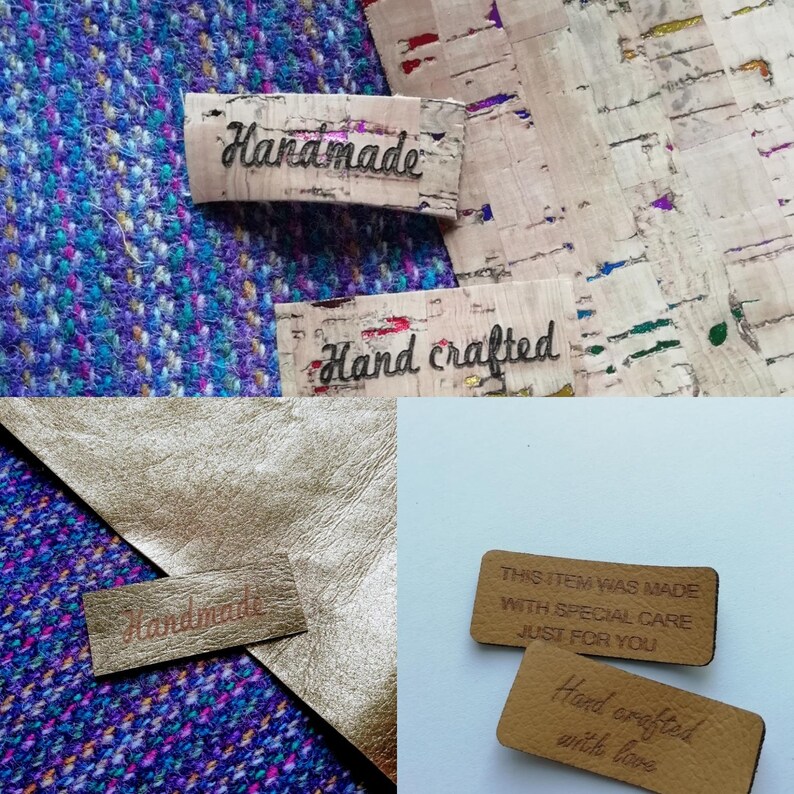 Handmade
Hand crafted
Handmade
THIS ITEM WAS MADE
WITH SPECIAL CARE
JUST FOR YOU
Hand crafted
with love